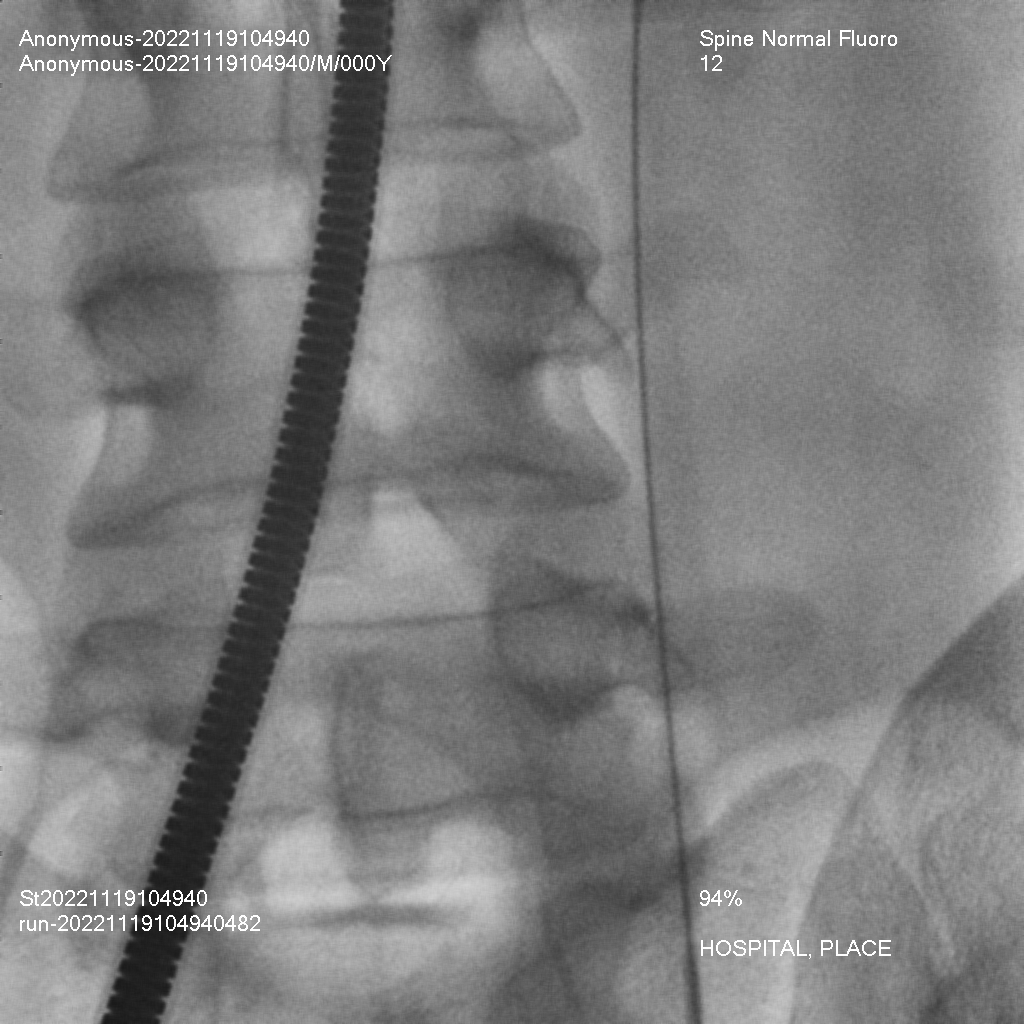 Anonymous-20221119104940
Anonymous-20221119104940/M/000Y
Spine Normal Fluoro
12
St20221119104940
run-20221119104940482
94%
HOSPITAL, PLACE